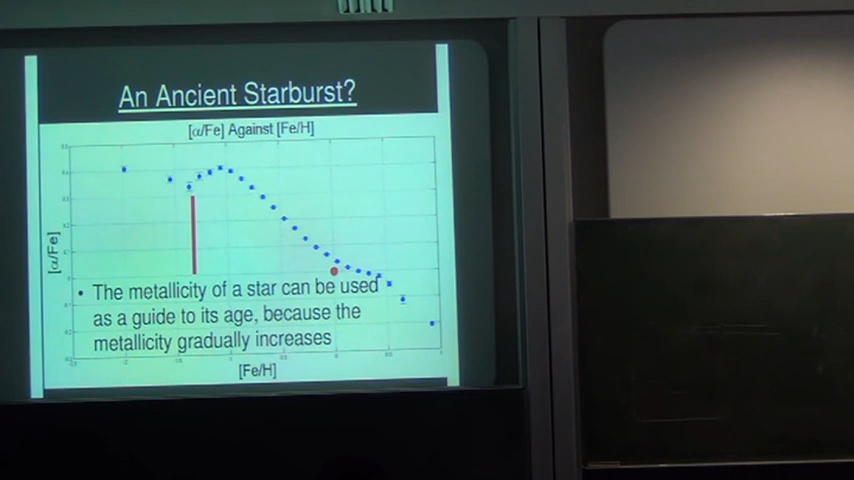 An Ancient Starburst?
[α/Fe] Against [Fe/H]
[α/Fe]
• The metallicity of a star can be used
as a guide to its age, because the
metallicity gradually increases
[Fe/H]